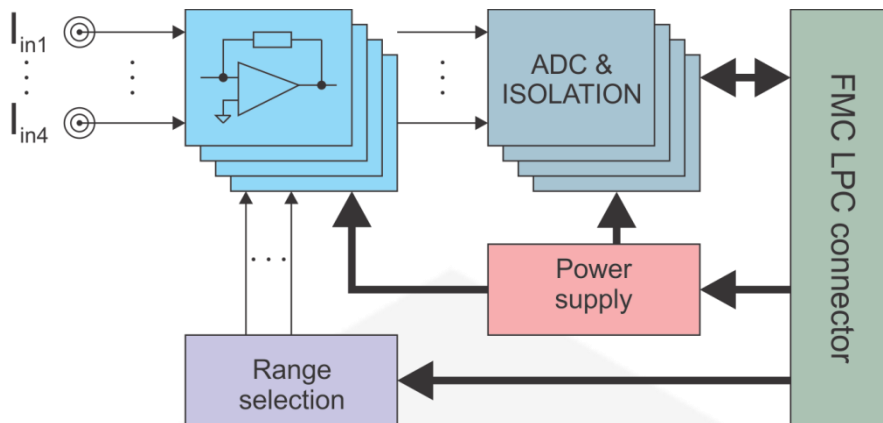 Iin1
Iin4
ADC &
ISOLATION
Power
supply
Range
selection
FMC LPC connector